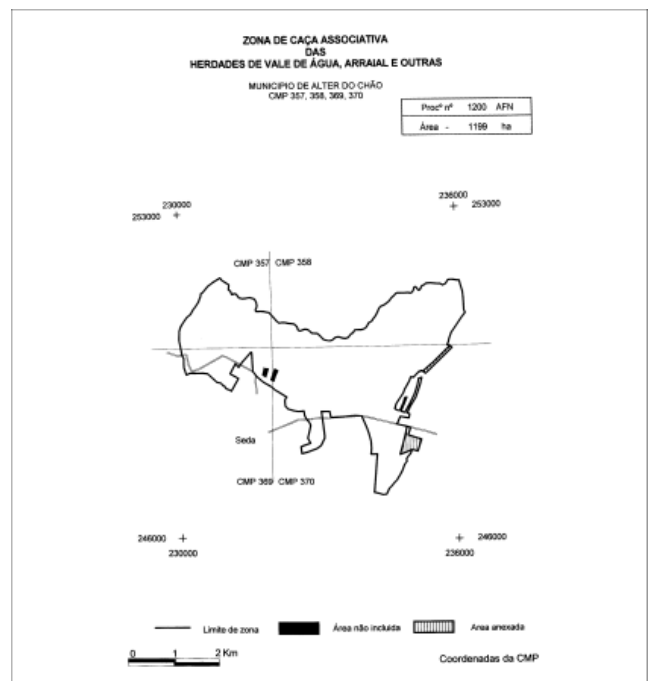 ZONA DE CAÇA ASSOCIATIVA
DAS
HERDADES DE VALE DE ÁGUA, ARRAIAL E OUTRAS
MUNICIPIO DE ALTER DO CHÃO
CMP 357, 358, 369, 370
Procº nº 1200 AFN
Área - 1199 ha
230000
253000
236000
253000
CMP 357 CMP 358
Seda
CMP 369 CMP 370
246000
230000
246000
236000
Limite de zona
Área não incluida
Area anexada
0 1 2 Km
Coordenadas da CMP